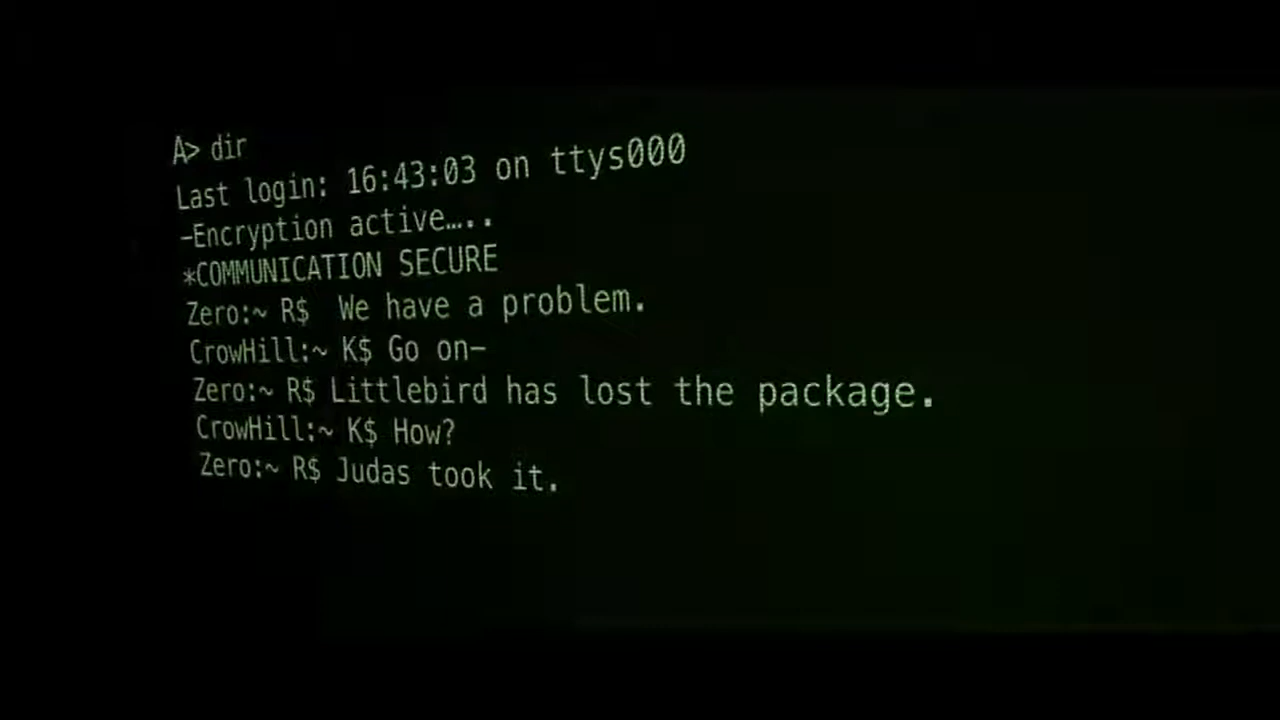 A> dir
Last login: 16:43:03 on ttys000
-Encryption active…..
*COMMUNICATION SECURE
Zero:~ R$  We have a problem.
CrowHill:~ K$ Go on-
Zero:~ R$ Littlebird has lost the package.
CrowHill:~ K$ How?
Zero:~ R$ Judas took it.